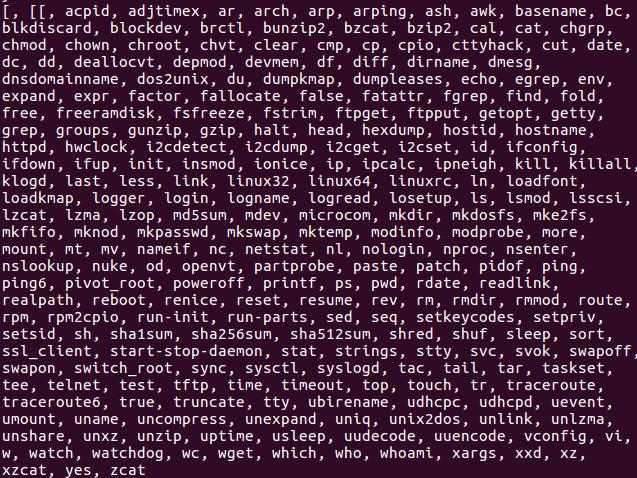 [, [[, acpid, adjtimex, ar, arch, arp, arping, ash, awk, basename, bc,
blkdiscard, blockdev, brctl, bunzip2, bzcat, bzip2, cal, cat, chgrp,
chmod, chown, chroot, chvt, clear, cmp, cp, cpio, cttyhack, cut, date,
dc, dd, deallocvt, depmod, devmem, df, diff, dirname, dmesg,
dnsdomainname, dos2unix, du, dumpkmap, dumpleases, echo, egrep, env,
expand, expr, factor, fallocate, false, fatattr, fgrep, find, fold,
free, freeramdisk, fsfreeze, fstrim, ftpget, ftpput, getopt, getty,
grep, groups, gunzip, gzip, halt, head, hexdump, hostid, hostname,
httpd, hwclock, i2cdetect, i2cdump, i2cget, i2cset, id, ifconfig,
ifdown, ifup, init, insmod, ionice, ip, ipcalc, ipneigh, kill, killall,
klogd, last, less, link, linux32, linux64, linuxrc, ln, loadfont,
loadkmap, logger, login, logname, logread, losetup, ls, lsmod, lsscsi,
lzcat, lzma, lzop, md5sum, mdev, microcom, mkdir, mkdosfs, mke2fs,
mkfifo, mknod, mkpasswd, mkswap, mktemp, modinfo, modprobe, more,
mount, mt, mv, nameif, nc, netstat, nl, nologin, nproc, nsenter,
nslookup, nuke, od, openvt, partprobe, paste, patch, pidof, ping,
ping6, pivot_root, poweroff, printf, ps, pwd, rdate, readlink,
realpath, reboot, renice, reset, resume, rev, rm, rmdir, rmmod, route,
rpm, rpm2cpio, run-init, run-parts, sed, seq, setkeycodes, setpriv,
setsid, sh, sha1sum, sha256sum, sha512sum, shred, shuf, sleep, sort,
ssl_client, start-stop-daemon, stat, strings, stty, svc, svok, swapoff,
swapon, switch_root, sync, sysctl, syslogd, tac, tail, tar, taskset,
tee, telnet, test, tftp, time, timeout, top, touch, tr, traceroute,
traceroute6, true, truncate, tty, ubirename, udhcpc, udhcpd, uevent,
umount, uname, uncompress, unexpand, uniq, unix2dos, unlink, unlzma,
unshare, unxz, unzip, uptime, usleep, uudecode, uuencode, vconfig, vi,
w, watch, watchdog, wc, wget, which, who, whoami, xargs, xxd, xz,
xzcat, yes, zcat